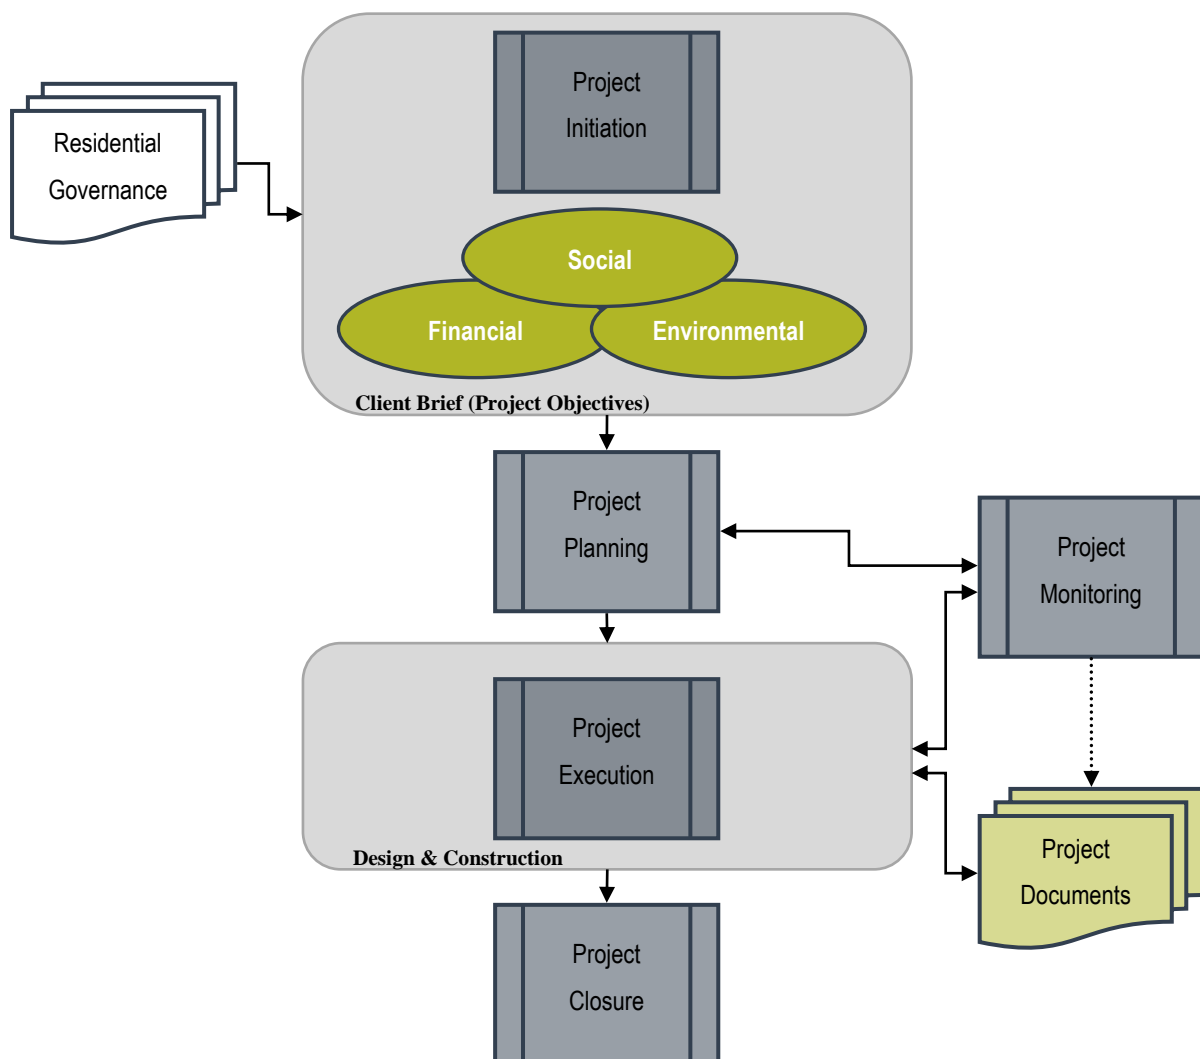 Project
Initiation
Residential
Governance
Social
Financial
Environmental
Client Brief (Project Objectives)
Project
Planning
Project
Monitoring
Project
Execution
Design & Construction
Project
Documents
Project
Closure